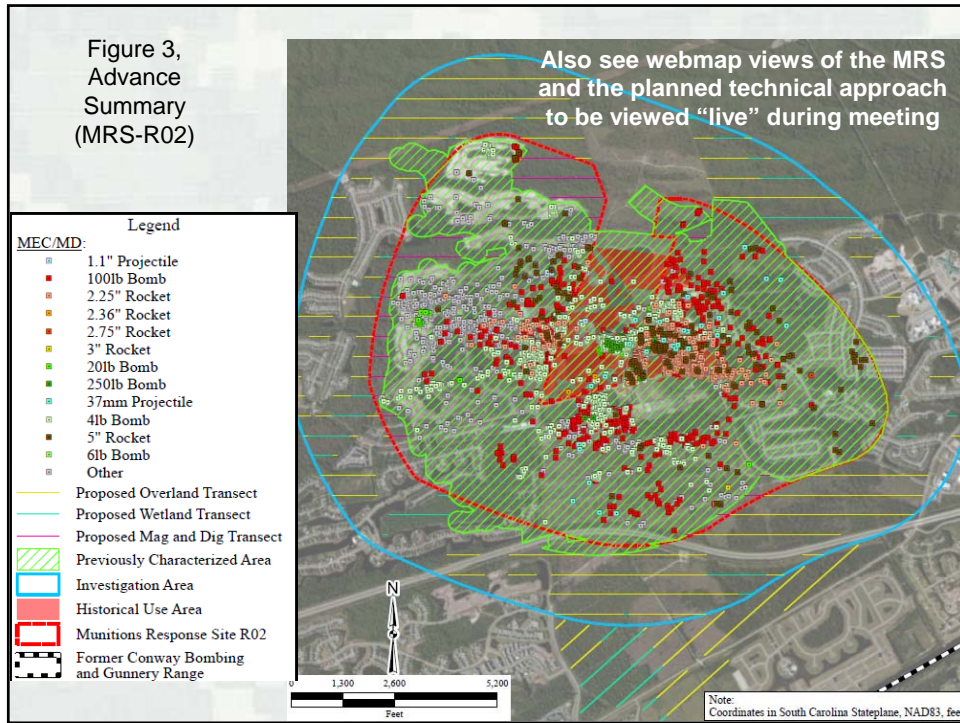 Figure 3,
Advance
Summary
(MRS-R02)
Also see webmap views of the MRS
and the planned technical approach
to be viewed “live” during meeting
Legend
MEC/MD:
1.1" Projectile
100lb Bomb
2.25" Rocket
2.36" Rocket
2.75" Rocket
3" Rocket
20lb Bomb
250lb Bomb
37mm Projectile
4lb Bomb
5" Rocket
6lb Bomb
Other
Proposed Overland Transect
Proposed Wetland Transect
Proposed Mag and Dig Transect
Previously Characterized Area
Investigation Area
Historical Use Area
Munitions Response Site R02
Former Conway Bombing
and Gunnery Range
N
0 1,300 2,600 5,200
Feet
Note:
Coordinates in South Carolina Stateplane, NAD83, feet